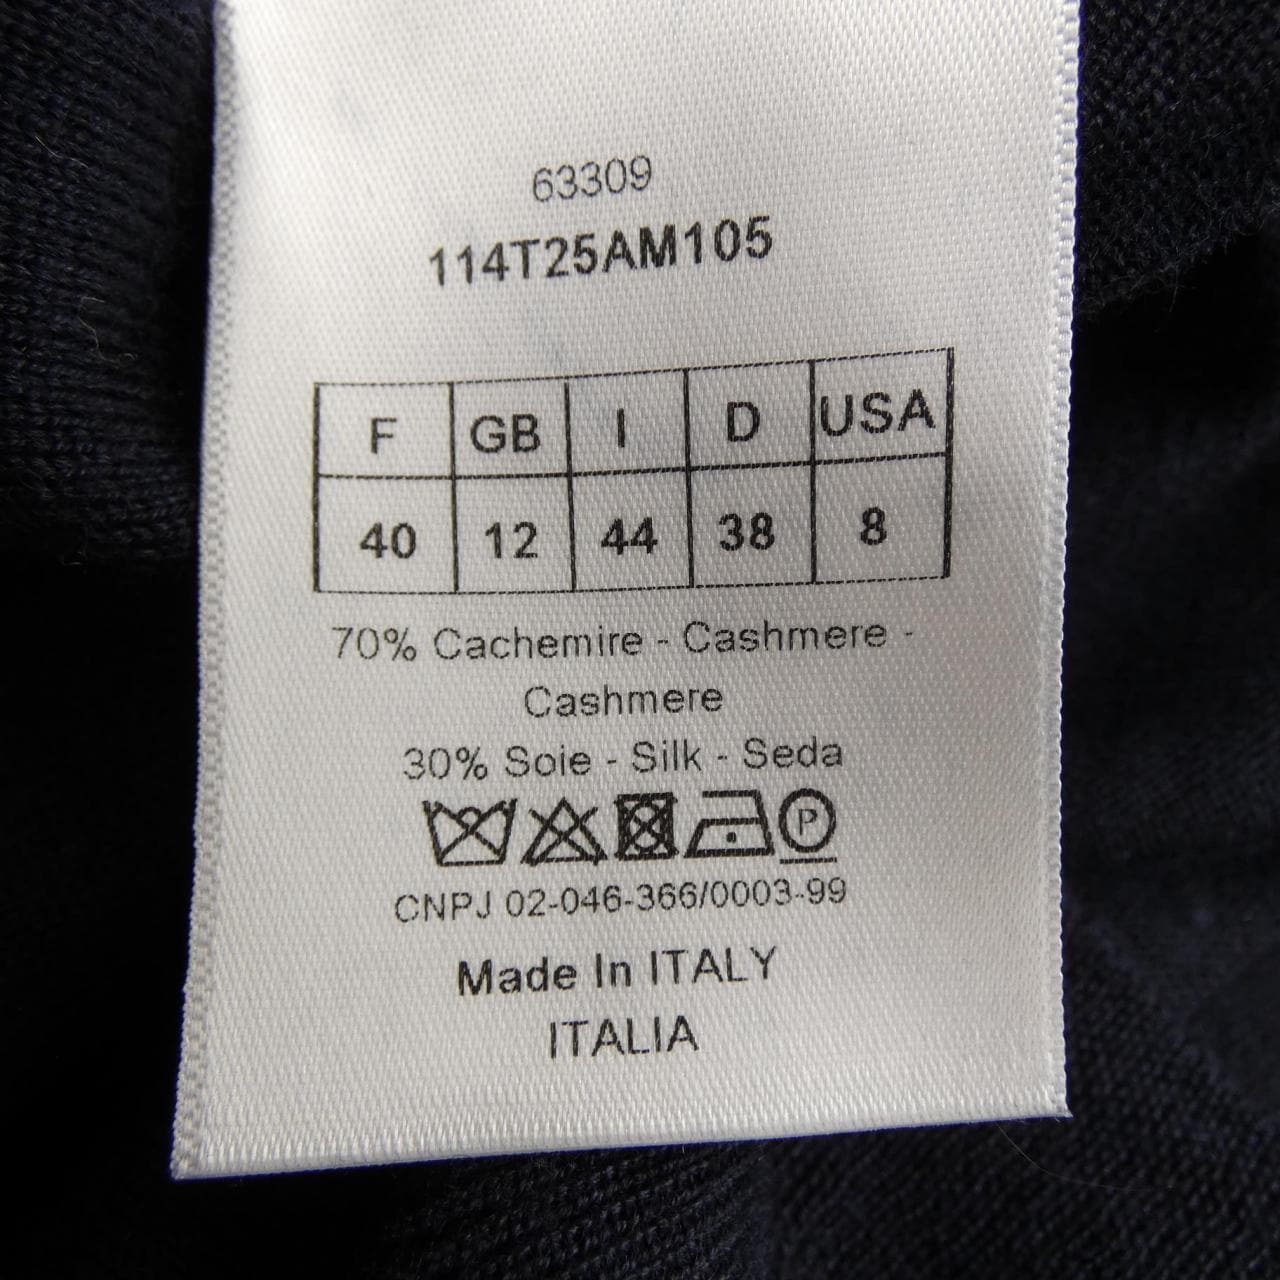 63309
114T25AM105
F GB I D USA
40 12 44 38 8
70% Cachemire - Cashmere -
Cashmere
30% Soie - Silk - Seda
P
CNPJ 02-046-366/0003-99
Made In ITALY
ITALIA